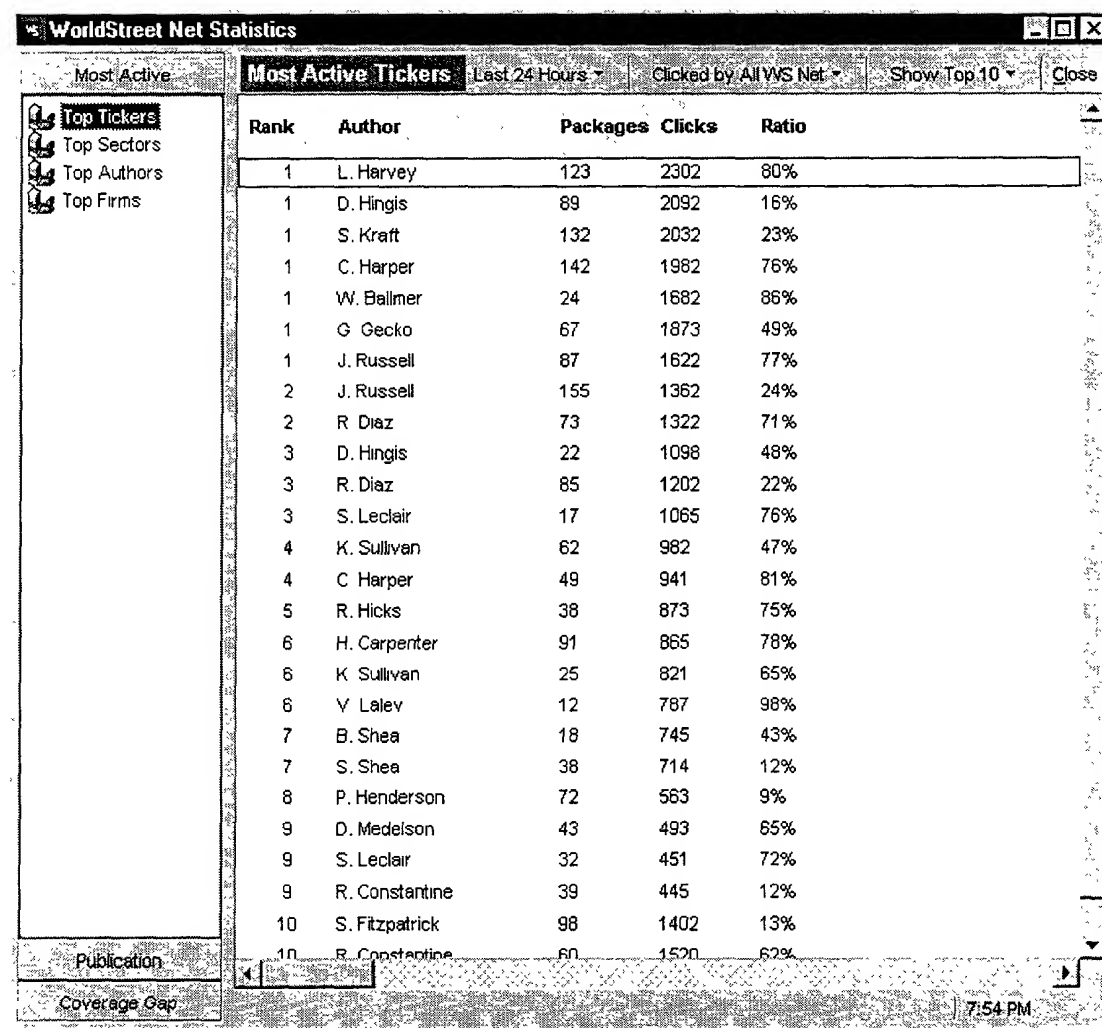 WS WorldStreet Net Statistics
Most Active
Most Active Tickers Last 24 Hours Clicked by All WS Net Show Top 10 Close
Top Tickers
Top Sectors
Top Authors
Top Firms
Rank Author Packages Clicks Ratio
1 L. Harvey 123 2302 80%
1 D. Hingis 89 2092 16%
1 S. Kraft 132 2032 23%
1 C. Harper 142 1982 76%
1 W. Ballmer 24 1682 86%
1 G Gecko 67 1873 49%
1 J. Russell 87 1622 77%
2 J. Russell 155 1362 24%
2 R Diaz 73 1322 71%
3 D. Hingis 22 1098 48%
3 R. Diaz 85 1202 22%
3 S. Leclair 17 1065 76%
4 K. Sullivan 62 982 47%
4 C Harper 49 941 81%
5 R. Hicks 38 873 75%
6 H. Carpenter 91 865 78%
6 K Sullivan 25 821 65%
6 V Lalev 12 787 98%
7 B. Shea 18 745 43%
7 S. Shea 38 714 12%
8 P. Henderson 72 563 9%
9 D. Medelson 43 493 65%
9 S. Leclair 32 451 72%
9 R. Constantine 39 445 12%
10 S. Fitzpatrick 98 1402 13%
10 R. Constantine 60 1520 62%
Publication
Coverage Gap
7:54 PM